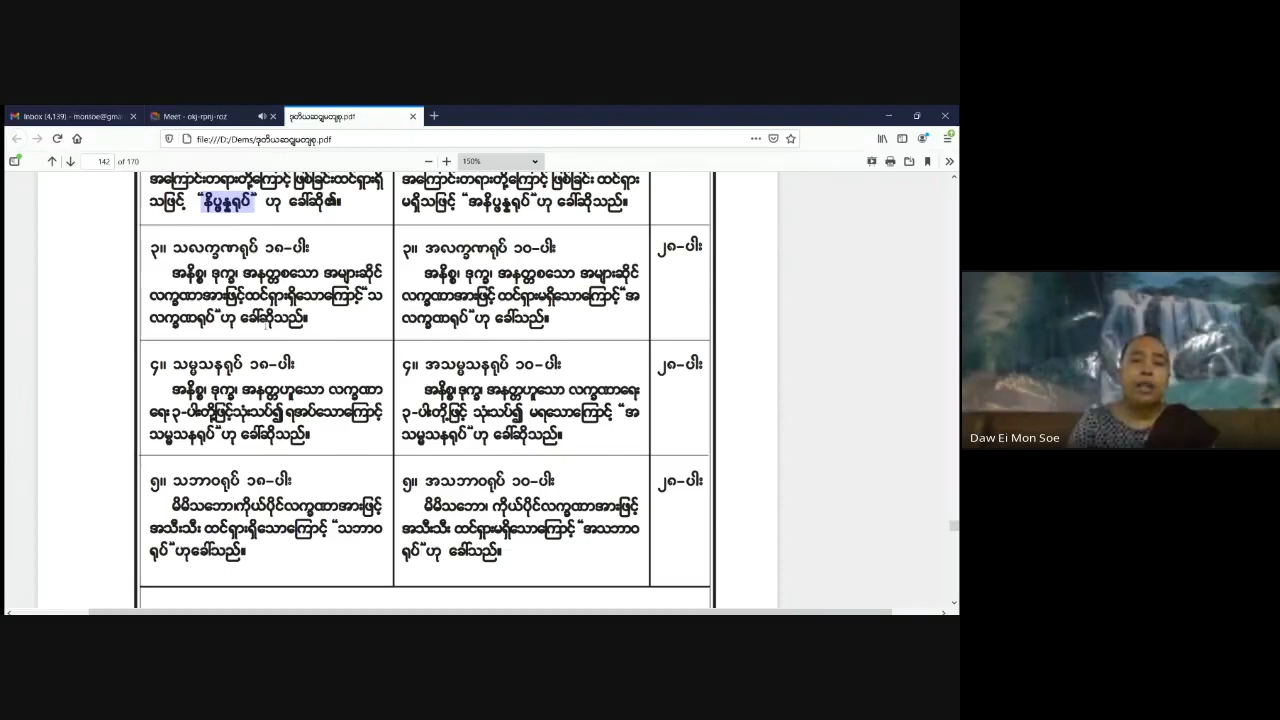 Inbox (4,139) - monsoe@gma
Meet - okj-rprj-roz
ဒုတိယဆင့်မတျစု.pdf
file:///D:/Dems/ဒုတိယဆင့်မတျစု.pdf
142 of 170
150%
အကြောင်းတရားတို့ကြောင့် ဖြစ်ခြင်းထင်ရှားရှိ
သဖြင့် “နိပ္ဖန္နရုပ်” ဟု ခေါ်ဆို၏။
အကြောင်းတရားတို့ကြောင့် ဖြစ်ခြင်း ထင်ရှား
မရှိသဖြင့် “အနိပ္ဖန္နရုပ်”ဟု ခေါ်ဆိုသည်။
၃။ သလက္ခဏရုပ် ၁၈−ပါး
အနိစ္စ၊ ဒုက္ခ၊ အနတ္တစသော အများဆိုင်
လက္ခဏာအားဖြင့်ထင်ရှားရှိသောကြောင့်“သ
လက္ခဏရုပ်”ဟု ခေါ်ဆိုသည်။
၃။ အလက္ခဏရုပ် ၁၀−ပါး
အနိစ္စ၊ ဒုက္ခ၊ အနတ္တစသော အများဆိုင်
လက္ခဏာအားဖြင့် ထင်ရှားမရှိသောကြောင့်“အ
လက္ခဏရုပ်”ဟု ခေါ်သည်။
၂၈−ပါး
၄။ သမ္မသနရုပ် ၁၈−ပါး
အနိစ္စ၊ ဒုက္ခ၊ အနတ္တဟူသော လက္ခဏာ
ရေး ၃−ပါးတို့ဖြင့်သုံးသပ်၍ ရအပ်သောကြောင့်
သမ္မသနရုပ်”ဟု ခေါ်ဆိုသည်။
၄။ အသမ္မသနရုပ် ၁၀−ပါး
အနိစ္စ၊ ဒုက္ခ၊ အနတ္တဟူသော လက္ခဏာရေး
၃−ပါးတို့ဖြင့် သုံးသပ်၍ မရသောကြောင့် “အ
သမ္မသနရုပ်”ဟု ခေါ်ဆိုသည်။
၂၈−ပါး
၅။ သဘာဝရုပ် ၁၈−ပါး
မိမိသဘော၊ကိုယ်ပိုင်လက္ခဏာအားဖြင့်
အသီးသီး ထင်ရှားရှိသောကြောင့် “သဘာဝ
ရုပ်”ဟုခေါ်သည်။
၅။ အသဘာဝရုပ် ၁၀−ပါး
မိမိသဘော၊ ကိုယ်ပိုင်လက္ခဏာအားဖြင့်
အသီးသီး ထင်ရှားမရှိသောကြောင့် “အသဘာဝ
ရုပ်”ဟု ခေါ်သည်။
၂၈−ပါး
Daw Ei Mon Soe